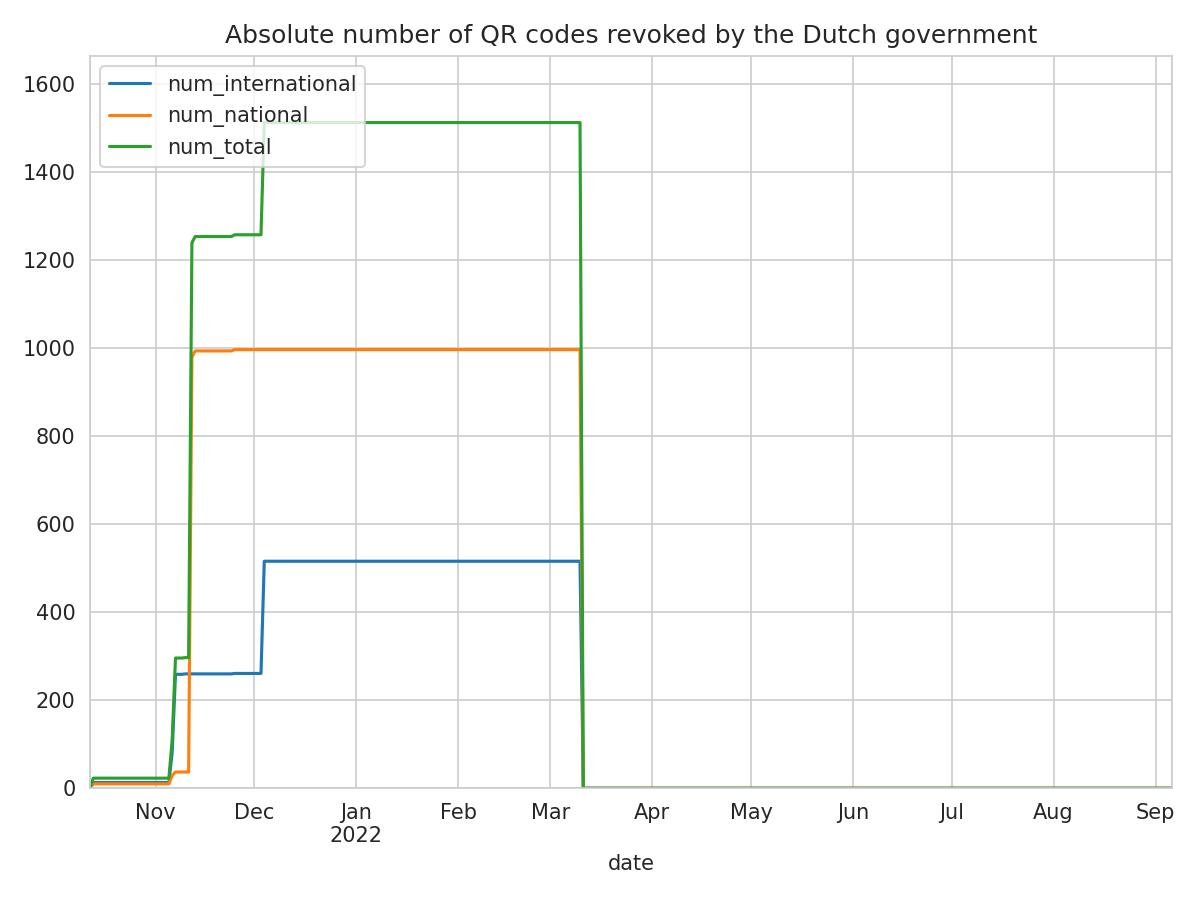 Absolute number of QR codes revoked by the Dutch government
num_international
num_national
num_total
1600
1400
1200
1000
800
600
400
200
0
Nov Dec Jan Feb Mar Apr May Jun Jul Aug Sep
2022
date